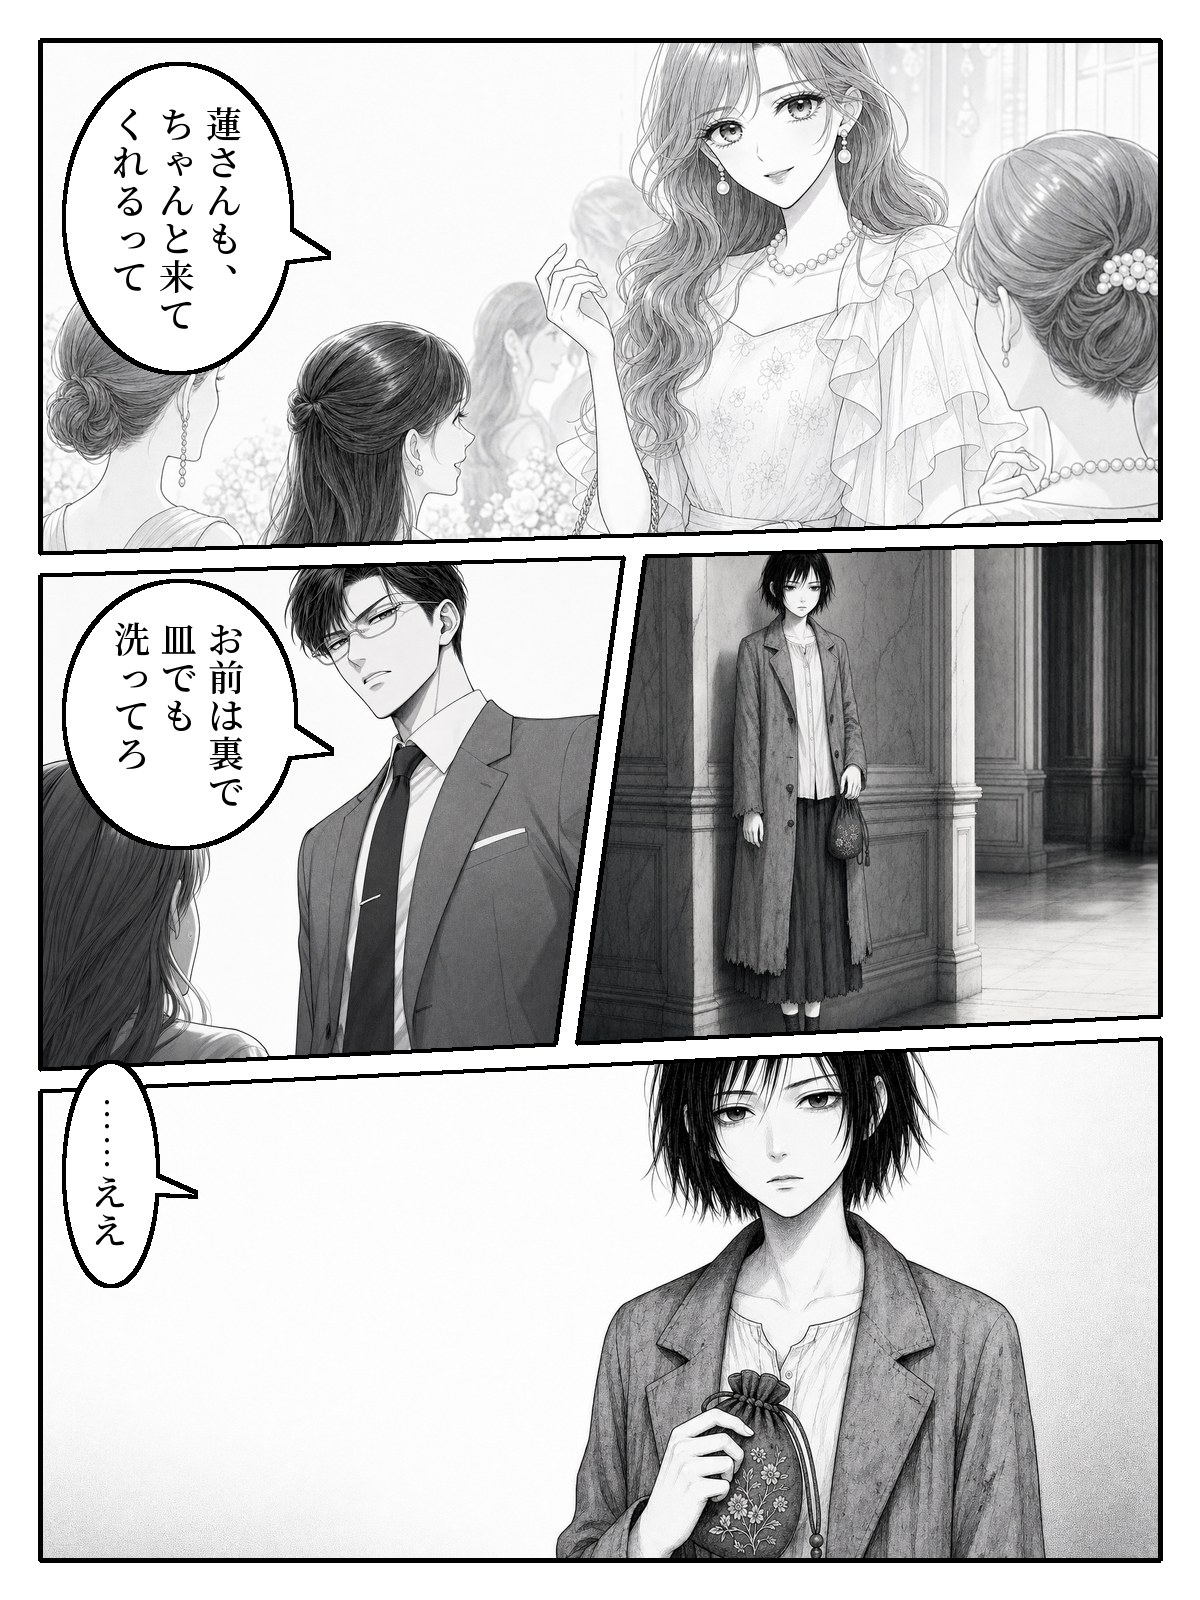 蓮さんも、
ちゃんと来て
くれるって
お前は裏で
皿でも
洗ってろ
……ええ